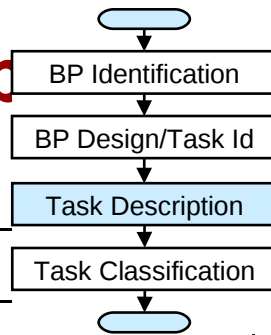 BP Identification
BP Design/Task Id
Task Description
Task Classification